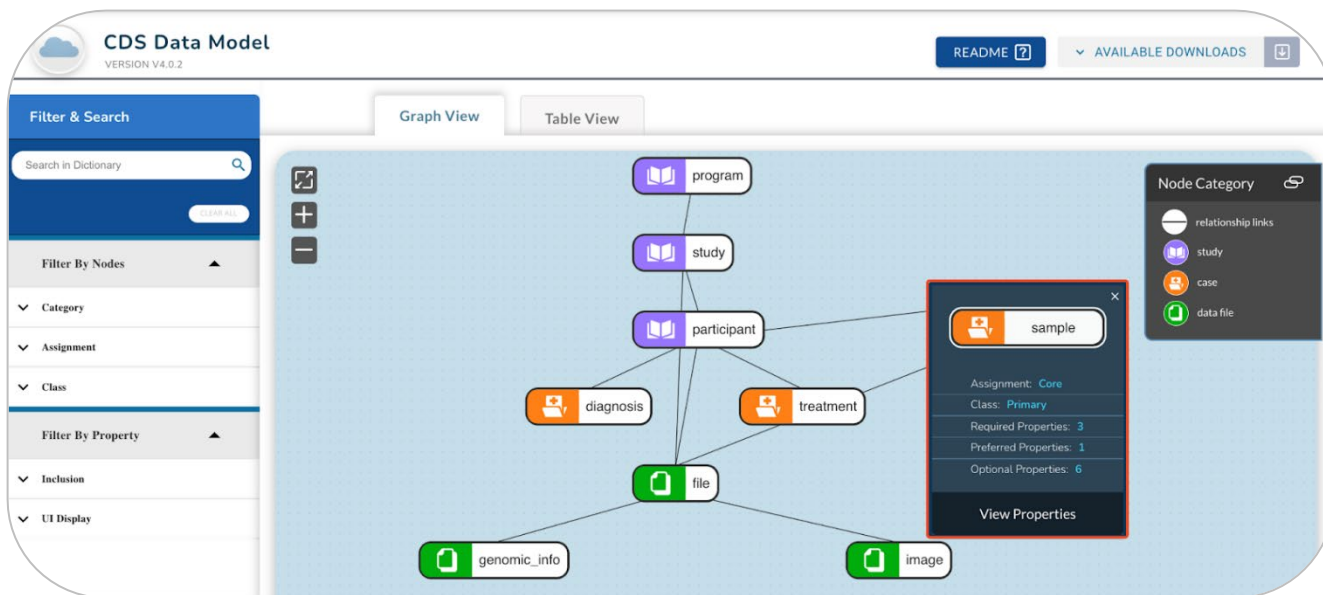 CDS Data Model
VERSION V4.0.2
README ?
AVAILABLE DOWNLOADS
Filter & Search
Search in Dictionary
CLEAR ALL
Filter By Nodes
Category
Assignment
Class
Filter By Property
Inclusion
UI Display
Graph View
Table View
program
study
participant
diagnosis
treatment
file
genomic_info
image
sample
Assignment: Core
Class: Primary
Required Properties: 3
Preferred Properties: 1
Optional Properties: 6
View Properties
Node Category
relationship links
study
case
data file